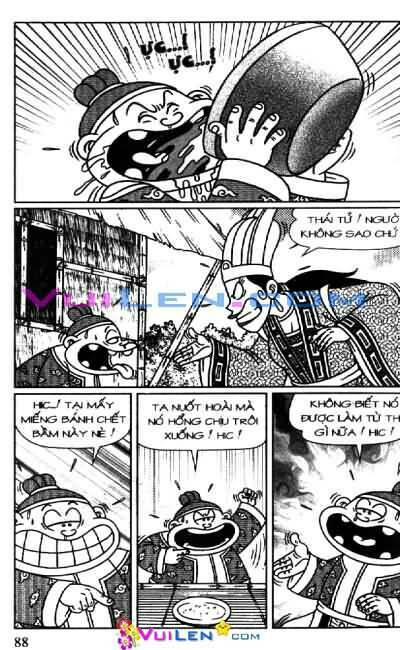 ! ỰC...!
ỰC...!
THÁI TỬ! NGƯỜ
KHÔNG SAO CHỨ
VuiLen.com
HIC...! TẠI MẤY
MIẾNG BÁNH CHẾT
BẦM NÀY NÈ!
TA NUỐT HOÀI MÀ
NÓ HỔNG CHỊU TRÔI
XUỐNG! HIC!
KHÔNG BIẾT NÓ
ĐƯỢC LÀM TỪ TH
GÌ NỮA! HIC!
88
VuiLen.com